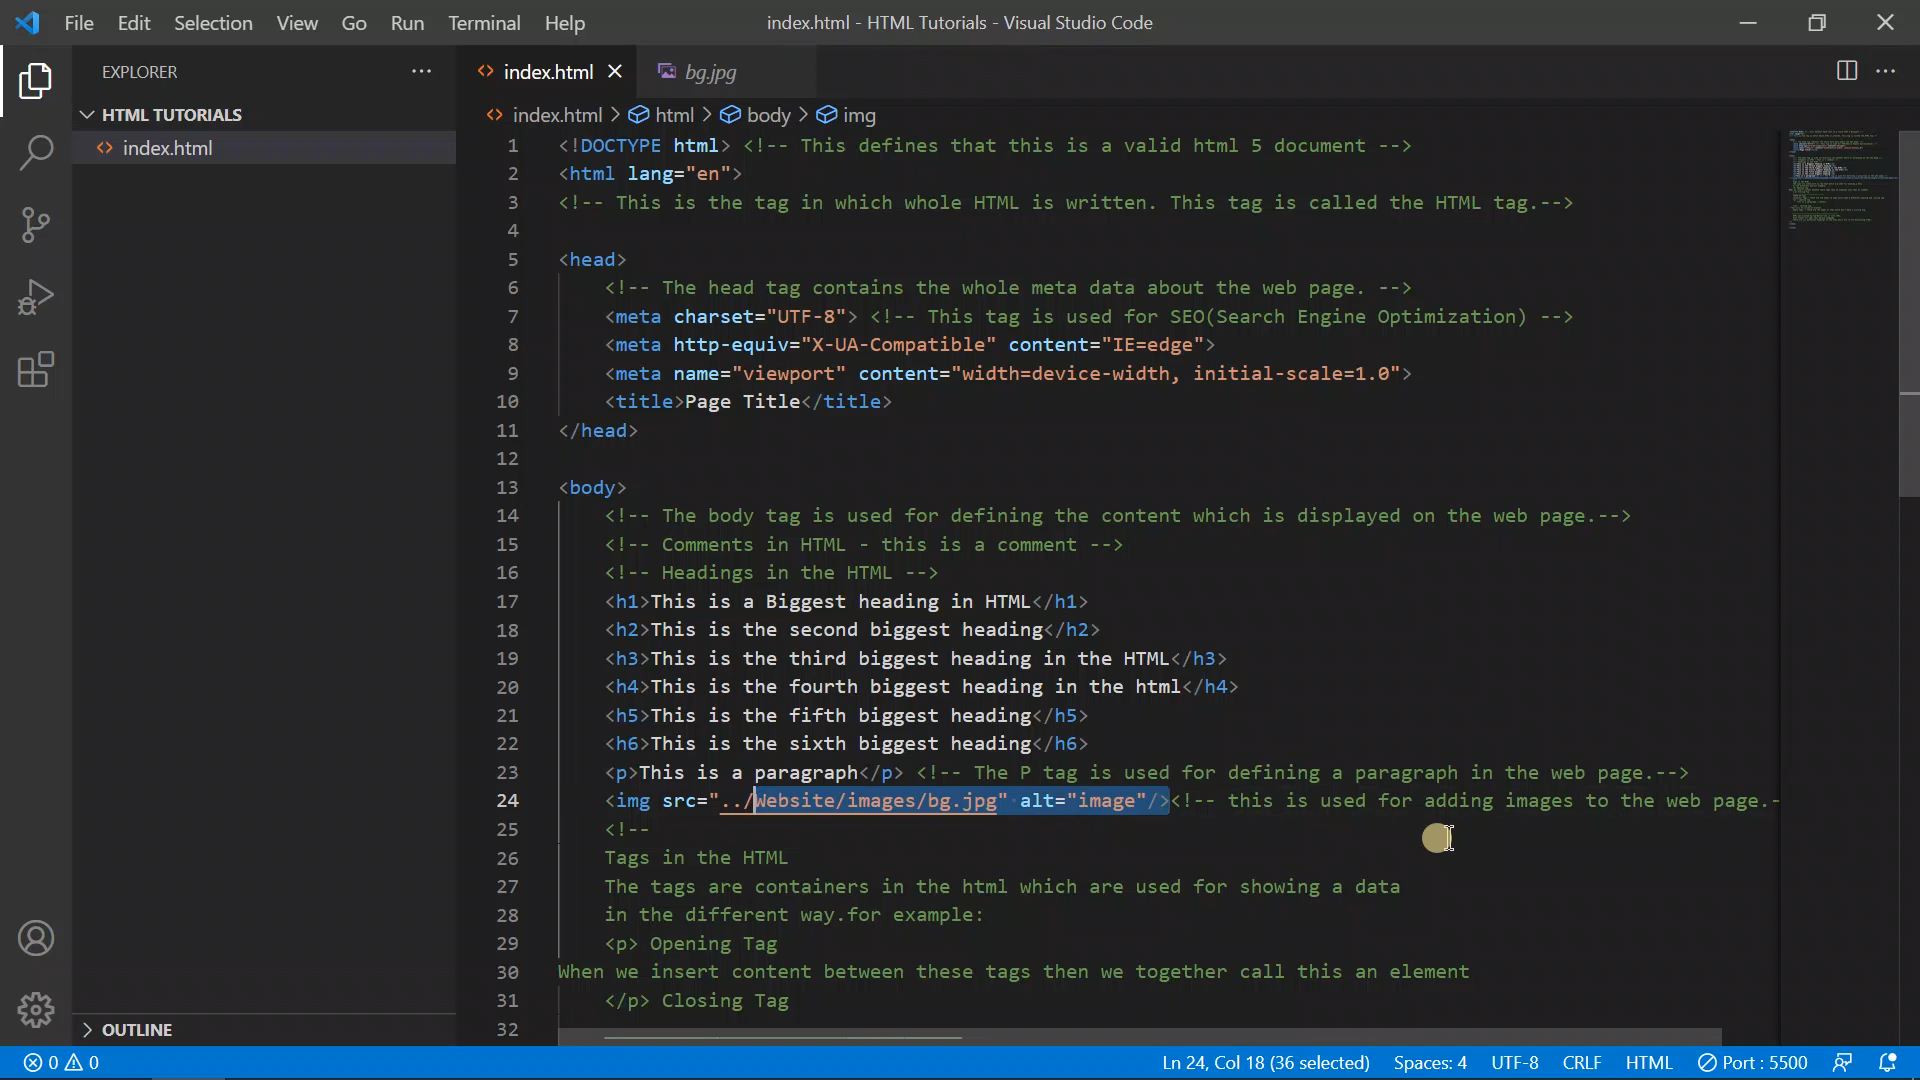 File Edit Selection View Go Run Terminal Help index.html - HTML Tutorials - Visual Studio Code
EXPLORER
HTML TUTORIALS
index.html
OUTLINE
index.html bg.jpg
index.html > html > body > img
1 <!DOCTYPE html> <!-- This defines that this is a valid html 5 document -->
2 <html lang="en">
3 <!-- This is the tag in which whole HTML is written. This tag is called the HTML tag.-->
4
5 <head>
6 <!-- The head tag contains the whole meta data about the web page. -->
7 <meta charset="UTF-8"> <!-- This tag is used for SEO(Search Engine Optimization) -->
8 <meta http-equiv="X-UA-Compatible" content="IE=edge">
9 <meta name="viewport" content="width=device-width, initial-scale=1.0">
10 <title>Page Title</title>
11 </head>
12
13 <body>
14 <!-- The body tag is used for defining the content which is displayed on the web page.-->
15 <!-- Comments in HTML - this is a comment -->
16 <!-- Headings in the HTML -->
17 <h1>This is a Biggest heading in HTML</h1>
18 <h2>This is the second biggest heading</h2>
19 <h3>This is the third biggest heading in the HTML</h3>
20 <h4>This is the fourth biggest heading in the html</h4>
21 <h5>This is the fifth biggest heading</h5>
22 <h6>This is the sixth biggest heading</h6>
23 <p>This is a paragraph</p> <!-- The P tag is used for defining a paragraph in the web page.-->
24 <img src="../Website/images/bg.jpg" alt="image"/><!-- this is used for adding images to the web page.-
25 <!--
26 Tags in the HTML
27 The tags are containers in the html which are used for showing a data
28 in the different way.for example:
29 <p> Opening Tag
30 When we insert content between these tags then we together call this an element
31 </p> Closing Tag
32
0 0 Ln 24, Col 18 (36 selected) Spaces: 4 UTF-8 CRLF HTML Port : 5500